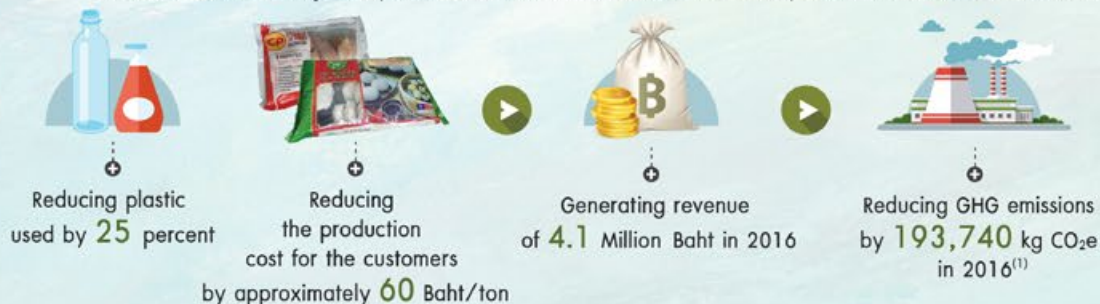 Reducing plastic
used by 25 percent
CP
Reducing
the production
cost for the customers
by approximately 60 Baht/ton
฿
Generating revenue
of 4.1 Million Baht in 2016
Reducing GHG emissions
by 193,740 kg CO₂e
in 2016⁽¹⁾